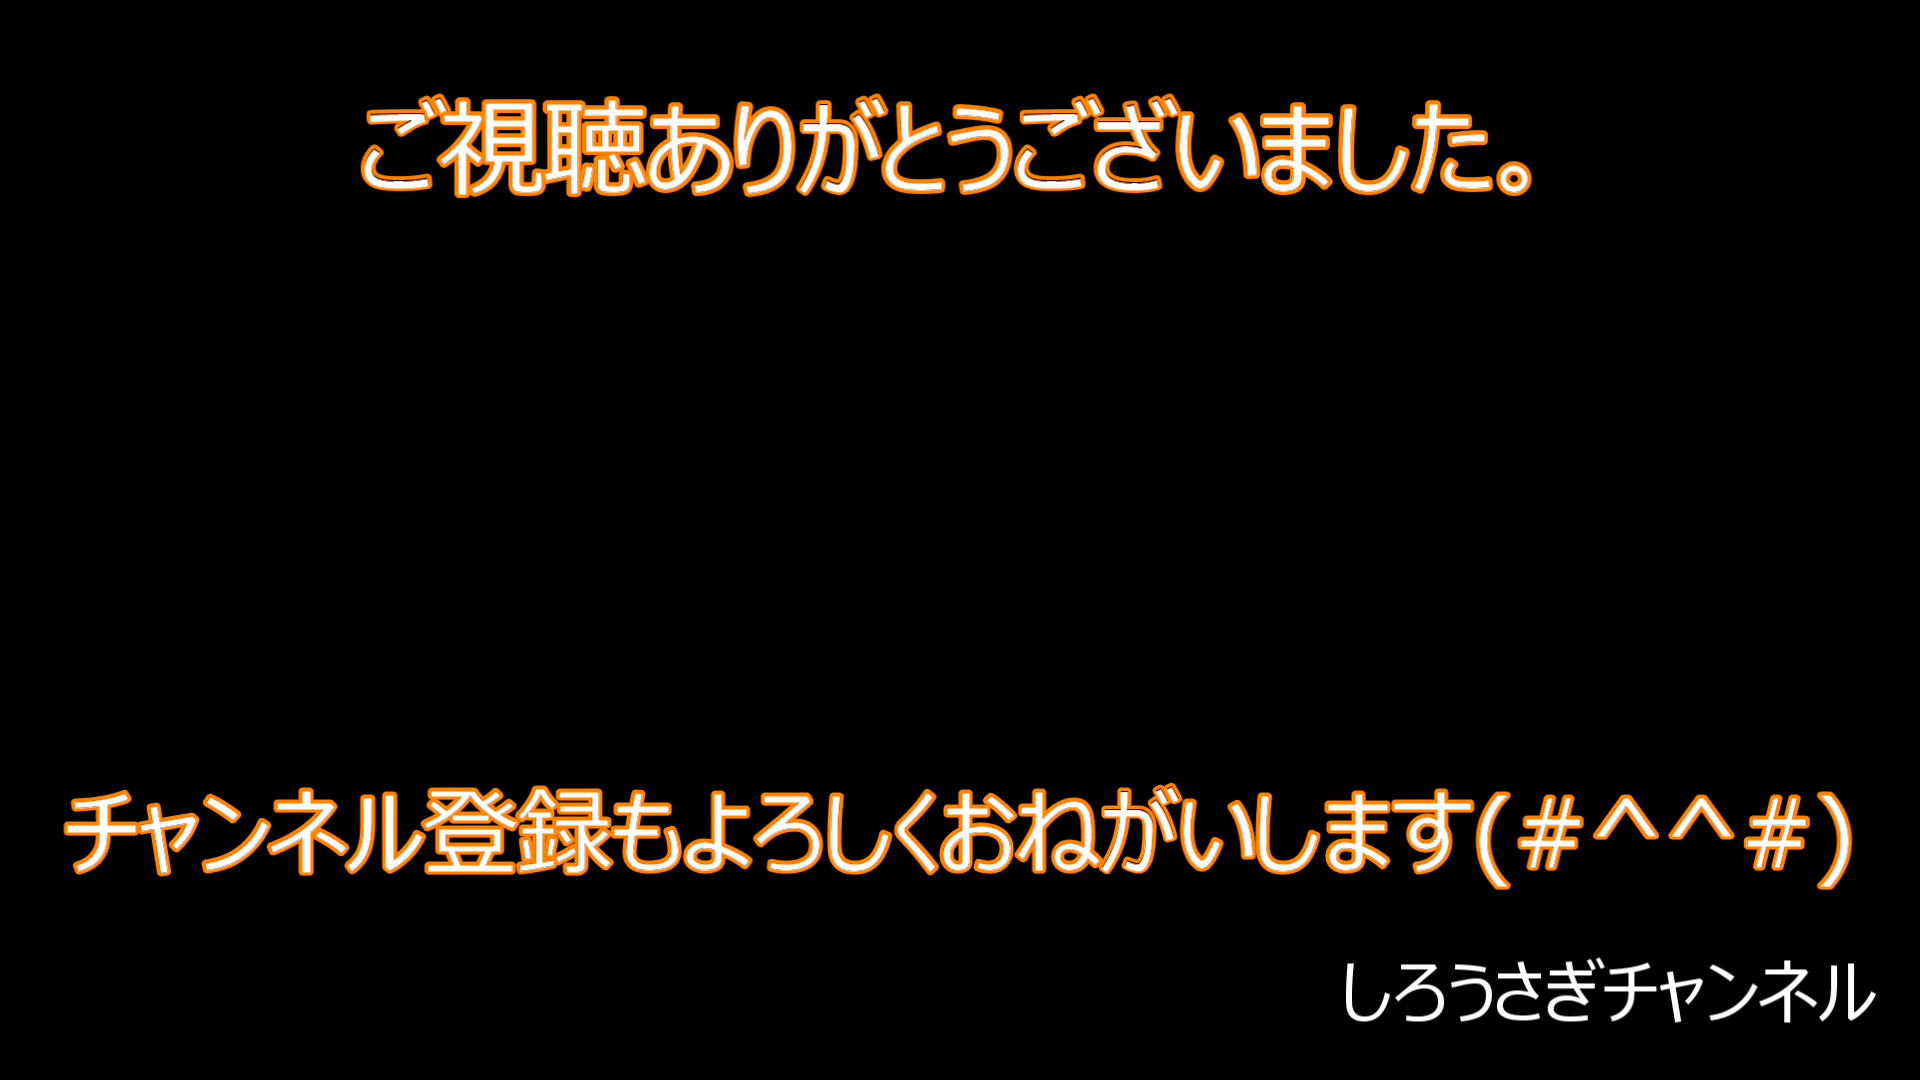 ご視聴ありがとうございました。
チャンネル登録もよろしくおねがいします(#^^#)
しろうさぎチャンネル